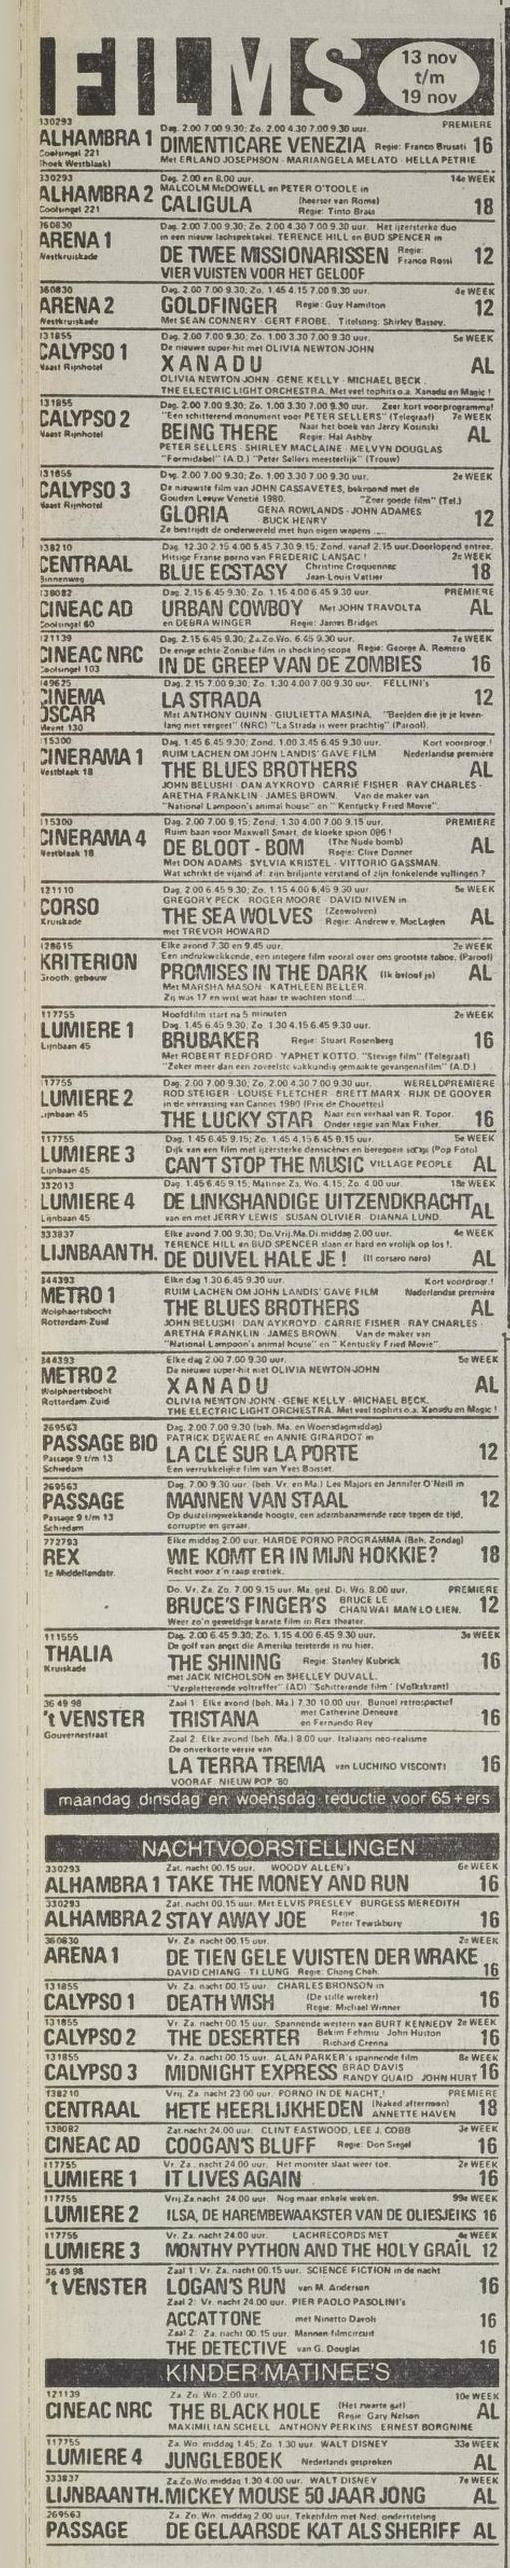 FILMS
13 nov
t/m
19 nov
130293
ALHAMBRA 1
Coolsingel 221
(hoek Westblaak)
Dag. 2.00 7.00 9.30; Zo. 2.00 4.30 7.00 9.30 uur. PREMIERE
DIMENTICARE VENEZIA Regie: Franco Brusati 16
Met ERLAND JOSEPHSON · MARIANGELA MELATO · HELLA PETRIE
330293
ALHAMBRA 2
Coolsingel 221
Dag. 2.00 en 8.00 uur. 14e WEEK
MALCOLM McDOWELL en PETER O'TOOLE in
CALIGULA (heerser van Rome)
Regie: Tinto Brass 18
360830
ARENA 1
Westkruiskade
Dag. 2.00 7.00 9.30; Zo. 2.00 4.30 7.00 9.30 uur. Het ijzersterke duo
in een nieuw lachspektakel. TERENCE HILL en BUD SPENCER in
DE TWEE MISSIONARISSEN Regie: Franco Rossi 12
VIER VUISTEN VOOR HET GELOOF
360830
ARENA 2
Westkruiskade
Dag. 2.00 7.00 9.30; Zo. 1.45 4.15 7.00 9.30 uur. 4e WEEK
GOLDFINGER Regie: Guy Hamilton 12
Met SEAN CONNERY · GERT FROBE. Titelsong: Shirley Bassey.
131855
CALYPSO 1
Naast Rijnhotel
Dag. 2.00 7.00 9.30; Zo. 1.00 3.30 7.00 9.30 uur. 5e WEEK
De nieuwe super-hit met OLIVIA NEWTON-JOHN
XANADU AL
OLIVIA NEWTON-JOHN · GENE KELLY · MICHAEL BECK.
THE ELECTRIC LIGHT ORCHESTRA. Met veel tophits o.a. Xanadu en Magic !
131855
CALYPSO 2
Naast Rijnhotel
Dag. 2.00 7.00 9.30; Zo. 1.00 3.30 7.00 9.30 uur. Zeer kort voorprogramma!
"Een schitterend monument voor PETER SELLERS" (Telegraaf) 7e WEEK
BEING THERE Naar het boek van Jerzy Kosinski
Regie: Hal Ashby AL
PETER SELLERS · SHIRLEY MACLAINE · MELVYN DOUGLAS
"Formidabel" (A.D.) "Peter Sellers meesterlijk" (Trouw)
131855
CALYPSO 3
Naast Rijnhotel
Dag. 2.00 7.00 9.30; Zo. 1.00 3.30 7.00 9.30 uur. 2e WEEK
De nieuwste film van JOHN CASSAVETES, bekroond met de
Gouden Leeuw Venetië 1980. "Zeer goede film" (Tel.)
GLORIA GENA ROWLANDS · JOHN ADAMES
BUCK HENRY 12
Ze bestrijdt de onderwereld met hun eigen wapens ....
138210
CENTRAAL
Binnenweg
Dag. 12.30 2.15 4.00 5.45 7.30 9.15; Zond. vanaf 2.15 uur. Doorlopend entree.
Hitsige Franse porno van FREDERIC LANSAC ! 2e WEEK
BLUE ECSTASY Christine Croquennec
Jean-Louis Vattier 18
138082
CINEAC AD
Coolsingel 60
Dag. 2.15 6.45 9.30; Zo. 1.15 4.00 6.45 9.30 uur. PREMIERE
URBAN COWBOY Met JOHN TRAVOLTA AL
en DEBRA WINGER Regie: James Bridges
121139
CINEAC NRC
Coolsingel 103
Dag. 2.15 6.45 9.30; Za.Zo.Wo. 6.45 9.30 uur. 7e WEEK
De enige echte Zombie film in shocking scope Regie: George A. Romero
IN DE GREEP VAN DE ZOMBIES 16
149625
CINEMA
OSCAR
Meent 130
Dag. 2.15 7.00 9.30; Zo. 1.30 4.00 7.00 9.30 uur. FELLINI's
LA STRADA 12
Met ANTHONY QUINN · GIULIETTA MASINA. "Beelden die je je leven-
lang niet vergeet" (NRC) "La Strada is weer prachtig" (Parool).
115300
CINERAMA 1
Westblaak 18
Dag. 1.45 6.45 9.30; Zond. 1.00 3.45 6.45 9.30 uur. Kort voorprogr.!
RUIM LACHEN OM JOHN LANDIS' GAVE FILM Nederlandse première
THE BLUES BROTHERS AL
JOHN BELUSHI · DAN AYKROYD · CARRIE FISHER · RAY CHARLES ·
ARETHA FRANKLIN · JAMES BROWN. Van de maker van
"National Lampoon's animal house" en "Kentucky Fried Movie".
115300
CINERAMA 4
Westblaak 18
Dag. 2.00 7.00 9.15; Zond. 1.30 4.00 7.00 9.15 uur. PREMIERE
Ruim baan voor Maxwell Smart, de kloeke spion 086 !
DE BLOOT - BOM (The Nude bomb)
Regie: Clive Donner AL
Met DON ADAMS · SYLVIA KRISTEL · VITTORIO GASSMAN.
Wat schrikt de vijand af: zijn briljante verstand of zijn fonkelende vullingen ?
121110
CORSO
Kruiskade
Dag. 2.00 6.45 9.30; Zo. 1.15 4.00 6.45 9.30 uur. 5e WEEK
GREGORY PECK · ROGER MOORE · DAVID NIVEN in
THE SEA WOLVES (Zeewolven)
Regie: Andrew v. MacLaglen AL
met TREVOR HOWARD
128615
KRITERION
Grooth. gebouw
Elke avond 7.30 en 9.45 uur. 2e WEEK
Een indrukwekkende, een integere film vooral over ons grootste taboe. (Parool)
PROMISES IN THE DARK (Ik beloof je) AL
Met MARSHA MASON · KATHLEEN BELLER.
Zij was 17 en wist wat haar te wachten stond ....
117755
LUMIERE 1
Lijnbaan 45
Hoofdfilm start na 5 minuten 2e WEEK
Dag. 1.45 6.45 9.30; Zo. 1.30 4.15 6.45 9.30 uur.
BRUBAKER Regie: Stuart Rosenberg 16
Met ROBERT REDFORD · YAPHET KOTTO. "Stevige film" (Telegraaf)
"Zeker meer dan een zoveelste vakkundig gemaakte gevangenisfilm" (A.D.)
117755
LUMIERE 2
Lijnbaan 45
Dag. 2.00 7.00 9.30; Zo. 2.00 4.30 7.00 9.30 uur. WERELDPREMIERE
ROD STEIGER · LOUISE FLETCHER · BRETT MARX · RIJK DE GOOYER
in de verrassing van Cannes 1980 (Prix de Chouettes)
THE LUCKY STAR Naar een verhaal van R. Topor.
Onder regie van Max Fisher. 16
117755
LUMIERE 3
Lijnbaan 45
Dag. 1.45 6.45 9.15; Zo. 1.45 4.15 6.45 9.15 uur. 5e WEEK
Dijk van een film met ijzersterke dansscènes en beregoeie songs (Pop Foto)
CAN'T STOP THE MUSIC VILLAGE PEOPLE AL
332013
LUMIERE 4
Lijnbaan 45
Dag. 1.45 6.45 9.15; Matinee Za. Wo. 4.15; Zo. 4.00 uur. 18e WEEK
DE LINKSHANDIGE UITZENDKRACHT AL
van en met JERRY LEWIS · SUSAN OLIVIER · DIANNA LUND.
333837
LIJNBAANTH.
Elke avond 7.00 9.30; Do.Vrij.Ma.Di.middag 2.00 uur. 4e WEEK
TERENCE HILL en BUD SPENCER slaan er hard en vrolijk op los !.
DE DUIVEL HALE JE ! (Il corsaro nero) AL
844393
METRO 1
Wolphaertsbocht
Rotterdam-Zuid
Elke dag 1.30 6.45 9.30 uur. Kort voorprogr.!
RUIM LACHEN OM JOHN LANDIS' GAVE FILM Nederlandse première
THE BLUES BROTHERS AL
JOHN BELUSHI · DAN AYKROYD · CARRIE FISHER · RAY CHARLES ·
ARETHA FRANKLIN · JAMES BROWN. Van de maker van
"National Lampoon's animal house" en "Kentucky Fried Movie".
844393
METRO 2
Wolphaertsbocht
Rotterdam Zuid
Elke dag 2.00 7.00 9.30 uur. 5e WEEK
De nieuwe super-hit met OLIVIA NEWTON-JOHN
XANADU AL
OLIVIA NEWTON-JOHN · GENE KELLY · MICHAEL BECK.
THE ELECTRIC LIGHT ORCHESTRA. Met veel tophits o.a. Xanadu en Magic !
269563
PASSAGE BIO
Passage 9 t/m 13
Schiedam
Dag. 2.00 7.00 9.30 (beh. Ma. en Woensdagmiddag)
PATRICK DEWAERE en ANNIE GIRARDOT in
LA CLÉ SUR LA PORTE 12
Een verrukkelijke film van Yves Boisset.
269563
PASSAGE
Passage 9 t/m 13
Schiedam
Dag. 7.00 9.30 uur. (beh. Vr. en Ma.) Lee Majors en Jennifer O'Neill in
MANNEN VAN STAAL 12
Op duizelingwekkende hoogte, een adembenemende race tegen de tijd,
corruptie en gevaar.
772793
REX
1e Middellandstr.
Elke middag 2.00 uur. HARDE PORNO PROGRAMMA (Beh. Zondag)
WIE KOMT ER IN MIJN HOKKIE? 18
Recht voor z'n raap erotiek.
Do. Vr. Za. Zo. 7.00 9.15 uur. Ma. gesl. Di. Wo. 8.00 uur. PREMIERE
BRUCE'S FINGER'S BRUCE LE ·
CHAN WAI MAN LO LIEN. 12
Weer zo'n geweldige karate film in Rex theater.
111555
THALIA
Kruiskade
Dag. 2.00 6.45 9.30; Zo. 1.15 4.00 6.45 9.30 uur. 3e WEEK
De golf van angst die Amerika teisterde is nu hier.
THE SHINING Regie: Stanley Kubrick 16
met JACK NICHOLSON en SHELLEY DUVALL.
"Verpletterende voltreffer" (AD) "Schitterende film" (Volkskrant)
36 49 98
't VENSTER
Gouvernestraat
Zaal 1: Elke avond (beh. Ma.) 7.30 10.00 uur. Bunuel retrospectief
TRISTANA met Catherine Deneuve
en Fernando Rey 16
Zaal 2: Elke avond (beh. Ma.) 8.00 uur. Italiaans neo-realisme
De onverkorte versie van
LA TERRA TREMA van LUCHINO VISCONTI 16
VOORAF NIEUW POP '80
maandag dinsdag en woensdag reductie voor 65+ers
NACHTVOORSTELLINGEN
330293
ALHAMBRA 1
Zat. nacht 00.15 uur. WOODY ALLEN's 6e WEEK
TAKE THE MONEY AND RUN 16
330293
ALHAMBRA 2
Zat. nacht 00.15 uur. Met ELVIS PRESLEY BURGESS MEREDITH
STAY AWAY JOE Regie: Peter Tewskbury 16
360830
ARENA 1
Vr. Za. nacht 00.15 uur. 2e WEEK
DE TIEN GELE VUISTEN DER WRAKE 16
DAVID CHIANG · TI LUNG Regie: Chang Cheh.
131855
CALYPSO 1
Vr. Za. nacht 00.15 uur. CHARLES BRONSON in
DEATH WISH (De stille wreker)
Regie: Michael Winner 16
131855
CALYPSO 2
Vr. Za. nacht 00.15 uur. Spannende western van BURT KENNEDY 2e WEEK
THE DESERTER Bekim Fehmiu · John Huston
Richard Crenna 16
131855
CALYPSO 3
Vr. Za. nacht 00.15 uur. ALAN PARKER's spannende film 8e WEEK
MIDNIGHT EXPRESS BRAD DAVIS
RANDY QUAID JOHN HURT 16
138210
CENTRAAL
Vrij. Za. nacht 23.00 uur. PORNO IN DE NACHT ! PREMIERE
HETE HEERLIJKHEDEN (Naked afternoon)
ANNETTE HAVEN 18
138082
CINEAC AD
Zat. nacht 24.00 uur. CLINT EASTWOOD, LEE J. COBB 3e WEEK
COOGAN'S BLUFF Regie: Don Siegel 16
117755
LUMIERE 1
Vr. Za. nacht 24.00 uur. Het monster slaat weer toe. 2e WEEK
IT LIVES AGAIN 16
117755
LUMIERE 2
Vrij.Za.nacht 24.00 uur. Nog maar enkele weken. 99e WEEK
ILSA, DE HAREMBEWAAKSTER VAN DE OLIESJEIKS 16
117755
LUMIERE 3
Vr. Za. nacht 24.00 uur. LACHRECORDS MET 4e WEEK
MONTHY PYTHON AND THE HOLY GRAIL 12
36 49 98
't VENSTER
Zaal 1: Vr. Za. nacht 00.15 uur. SCIENCE FICTION in de nacht
LOGAN'S RUN van M. Anderson 16
Zaal 2: Vr. nacht 24.00 uur. PIER PAOLO PASOLINI's
ACCATTONE met Ninetto Davoli 16
Zaal 2: Za. nacht 00.15 uur. Mannen filmcircuit
THE DETECTIVE van G. Douglas 16
KINDER-MATINEE'S
121139
CINEAC NRC
Za. Zo. Wo. 2.00 uur. 10e WEEK
THE BLACK HOLE (Het zwarte gat)
Regie: Gary Nelson AL
MAXIMILIAN SCHELL ANTHONY PERKINS ERNEST BORGNINE
117755
LUMIERE 4
Za. Wo. middag 1.45; Zo. 1.30 uur. WALT DISNEY 33e WEEK
JUNGLEBOEK Nederlands gesproken AL
333837
LIJNBAANTH.
Za.Zo.Wo.middag 1.30 4.00 uur. WALT DISNEY 7e WEEK
MICKEY MOUSE 50 JAAR JONG AL
269563
PASSAGE
Za. Zo. Wo. middag 2.00 uur. Tekenfilm met Ned. ondertiteling
DE GELAARSDE KAT ALS SHERIFF AL